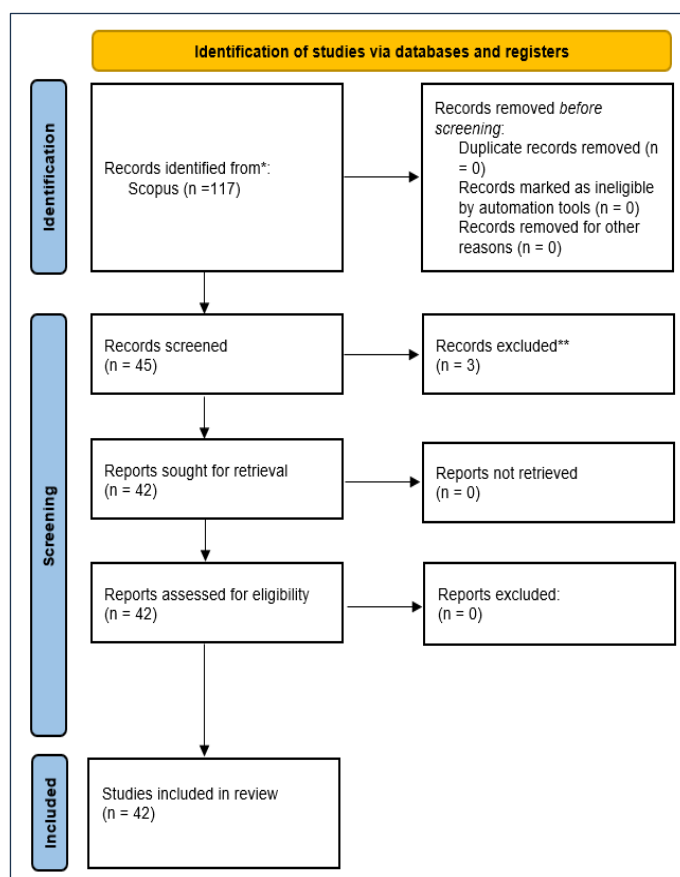 Identification of studies via databases and registers
Identification
Records identified from*:
Scopus (n =117)
Records removed before
screening:
Duplicate records removed (n
= 0)
Records marked as ineligible
by automation tools (n = 0)
Records removed for other
reasons (n = 0)
Screening
Records screened
(n = 45)
Records excluded**
(n = 3)
Reports sought for retrieval
(n = 42)
Reports not retrieved
(n = 0)
Reports assessed for eligibility
(n = 42)
Reports excluded:
(n = 0)
Included
Studies included in review
(n = 42)